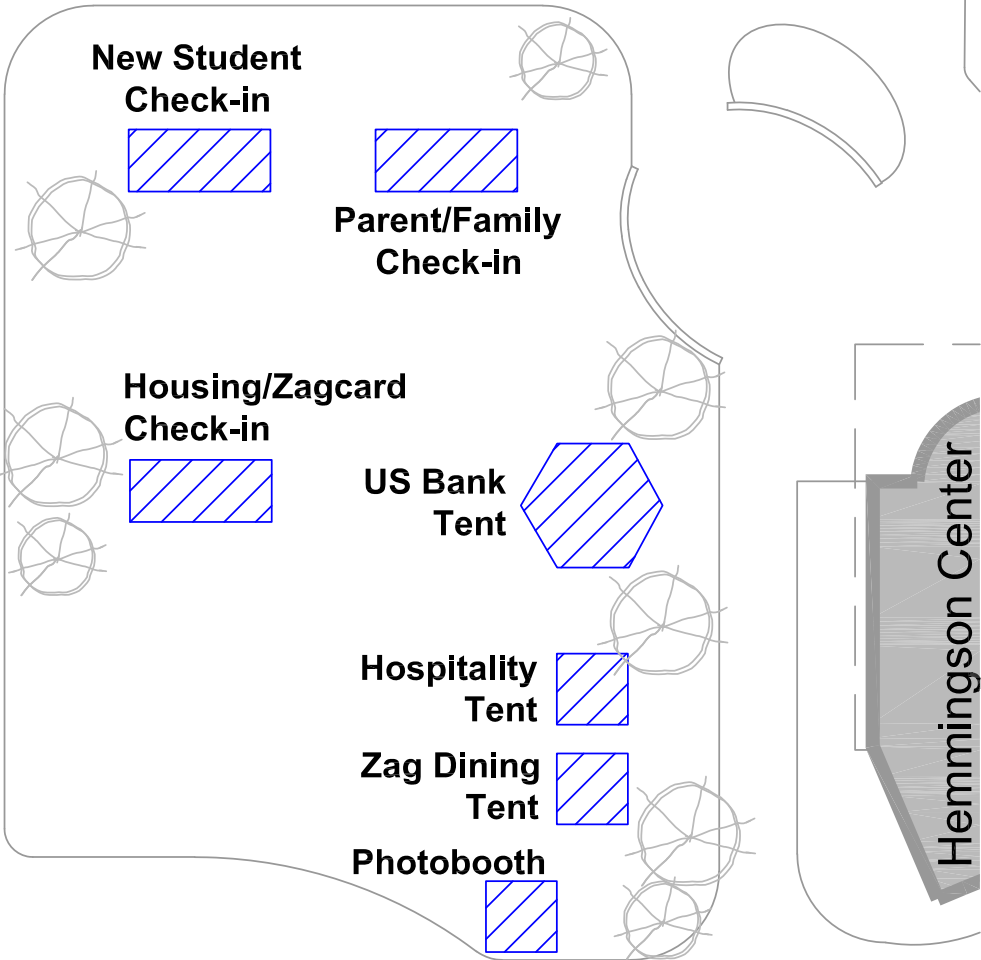 New Student
Check-in
Parent/Family
Check-in
Housing/Zagcard
Check-in
US Bank
Tent
Hospitality
Tent
Zag Dining
Tent
Photobooth
Hemmingson Center